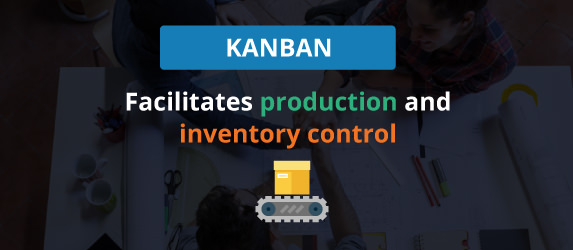 KANBAN
Facilitates production and
inventory control